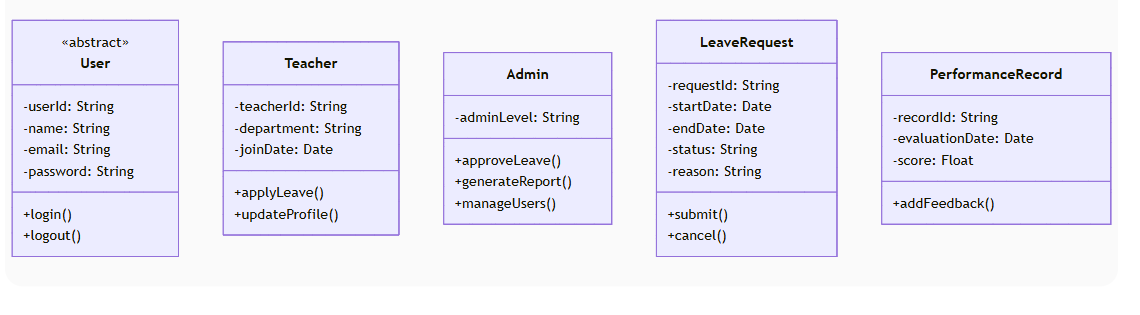 «abstract»
User
-userId: String
-name: String
-email: String
-password: String
+login()
+logout()
Teacher
-teacherId: String
-department: String
-joinDate: Date
+applyLeave()
+updateProfile()
Admin
-adminLevel: String
+approveLeave()
+generateReport()
+manageUsers()
LeaveRequest
-requestId: String
-startDate: Date
-endDate: Date
-status: String
-reason: String
+submit()
+cancel()
PerformanceRecord
-recordId: String
-evaluationDate: Date
-score: Float
+addFeedback()